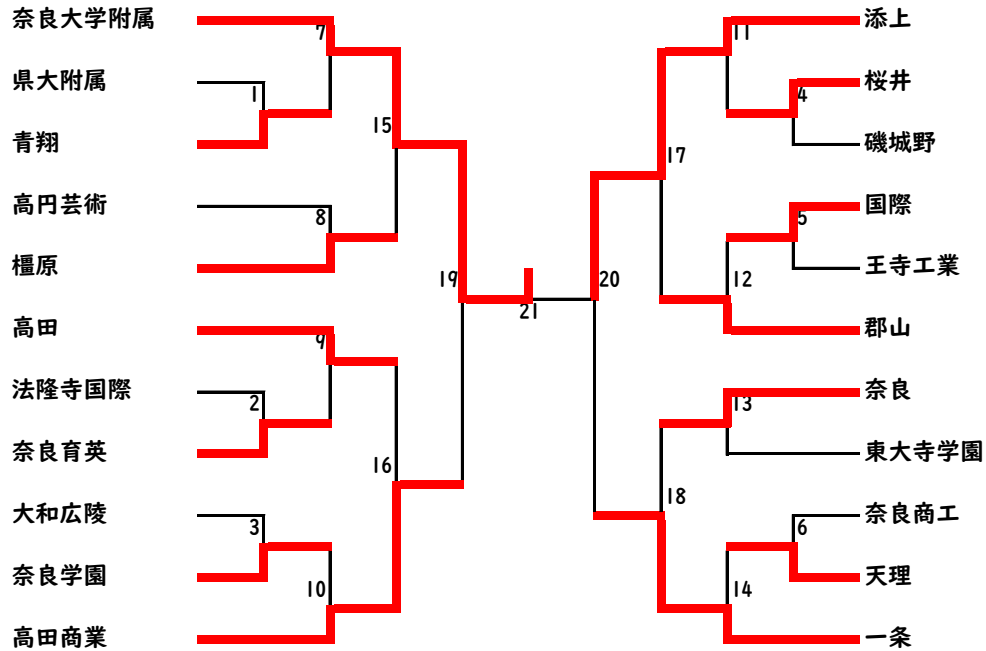 奈良大学附属
県大附属
青翔
高円芸術
橿原
高田
法隆寺国際
奈良育英
大和広陵
奈良学園
高田商業
7
1
15
8
19
9
2
16
3
10
21
11
4
17
5
20
12
13
18
6
14
添上
桜井
磯城野
国際
王寺工業
郡山
奈良
東大寺学園
奈良商工
天理
一条